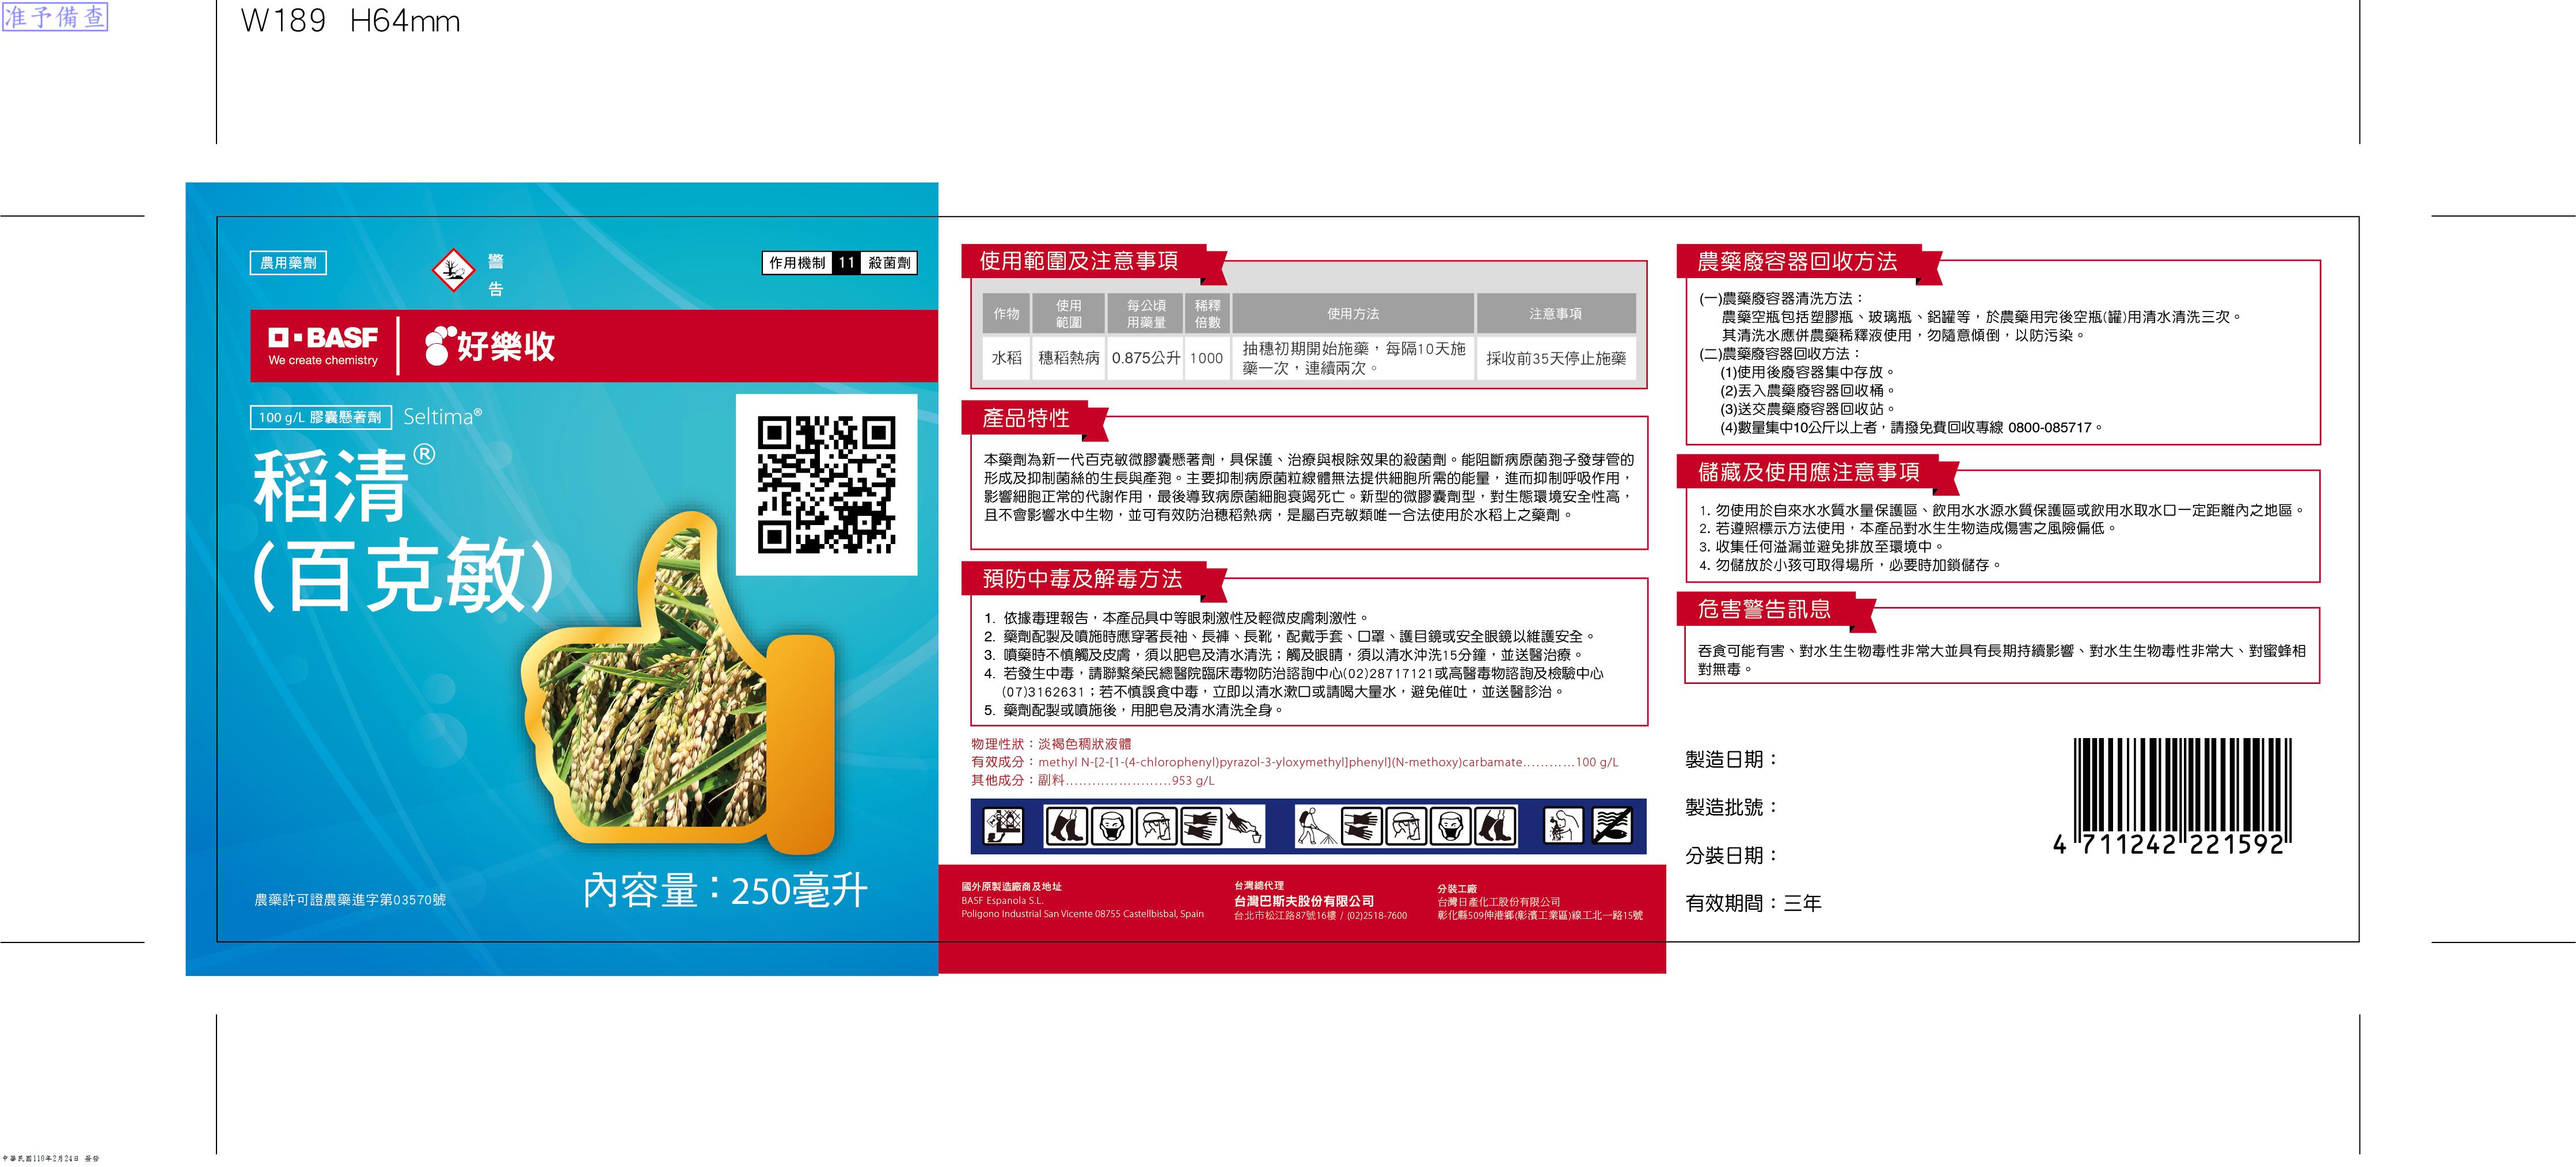 准予備查
W189 H64mm
農用藥劑
警告
作用機制 11 殺菌劑
BASF
We create chemistry
好樂收
100 g/L 膠囊懸著劑
Seltima®
稻清®
(百克敏)
農藥許可證農藥進字第03570號
內容量：250毫升
使用範圍及注意事項
作物 使用範圍 每公頃用藥量 稀釋倍數 使用方法 注意事項
水稻 穗稻熱病 0.875公升 1000 抽穗初期開始施藥，每隔10天施藥一次，連續兩次。 採收前35天停止施藥
產品特性
本藥劑為新一代百克敏微膠囊懸著劑，具保護、治療與根除效果的殺菌劑。能阻斷病原菌孢子發芽管的
形成及抑制菌絲的生長與產孢。主要抑制病原菌粒線體無法提供細胞所需的能量，進而抑制呼吸作用，
影響細胞正常的代謝作用，最後導致病原菌細胞衰竭死亡。新型的微膠囊劑型，對生態環境安全性高，
且不會影響水中生物，並可有效防治穗稻熱病，是屬百克敏類唯一合法使用於水稻上之藥劑。
預防中毒及解毒方法
1. 依據毒理報告，本產品具中等眼刺激性及輕微皮膚刺激性。
2. 藥劑配製及噴施時應穿著長袖、長褲、長靴，配戴手套、口罩、護目鏡或安全眼鏡以維護安全。
3. 噴藥時不慎觸及皮膚，須以肥皂及清水清洗；觸及眼睛，須以清水沖洗15分鐘，並送醫治療。
4. 若發生中毒，請聯繫榮民總醫院臨床毒物防治諮詢中心(02)28717121或高醫毒物諮詢及檢驗中心
(07)3162631；若不慎誤食中毒，立即以清水漱口或請喝大量水，避免催吐，並送醫診治。
5. 藥劑配製或噴施後，用肥皂及清水清洗全身。
物理性狀：淡褐色稠狀液體
有效成分：methyl N-[2-[1-(4-chlorophenyl)pyrazol-3-yloxymethyl]phenyl](N-methoxy)carbamate............100 g/L
其他成分：副料........................953 g/L
國外原製造廠商及地址
BASF Espanola S.L.
Poligono Industrial San Vicente 08755 Castellbisbal, Spain
台灣總代理
台灣巴斯夫股份有限公司
台北市松江路87號16樓 / (02)2518-7600
分裝工廠
台灣日產化工股份有限公司
彰化縣509伸港鄉(彰濱工業區)線工北一路15號
農藥廢容器回收方法
(一)農藥廢容器清洗方法：
農藥空瓶包括塑膠瓶、玻璃瓶、鋁罐等，於農藥用完後空瓶(罐)用清水清洗三次。
其清洗水應併農藥稀釋液使用，勿隨意傾倒，以防污染。
(二)農藥廢容器回收方法：
(1)使用後廢容器集中存放。
(2)丟入農藥廢容器回收桶。
(3)送交農藥廢容器回收站。
(4)數量集中10公斤以上者，請撥免費回收專線 0800-085717。
儲藏及使用應注意事項
1. 勿使用於自來水水質水量保護區、飲用水水源水質保護區或飲用水取水口一定距離內之地區。
2. 若遵照標示方法使用，本產品對水生生物造成傷害之風險偏低。
3. 收集任何溢漏並避免排放至環境中。
4. 勿儲放於小孩可取得場所，必要時加鎖儲存。
危害警告訊息
吞食可能有害、對水生生物毒性非常大並具有長期持續影響、對水生生物毒性非常大、對蜜蜂相
對無毒。
製造日期：
製造批號：
分裝日期：
有效期間：三年
4 711242 221592
中華民國110年2月24日 簽發